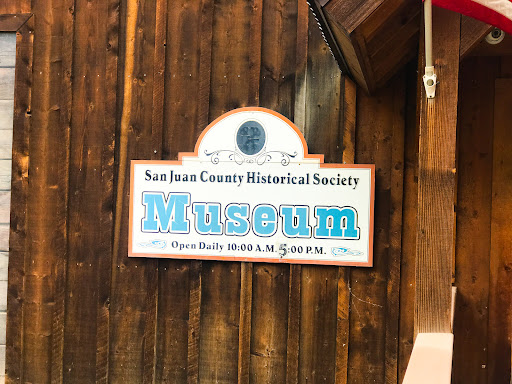 San Juan County Historical Society
Museum
Open Daily 10:00 A.M. 5:00 P.M.